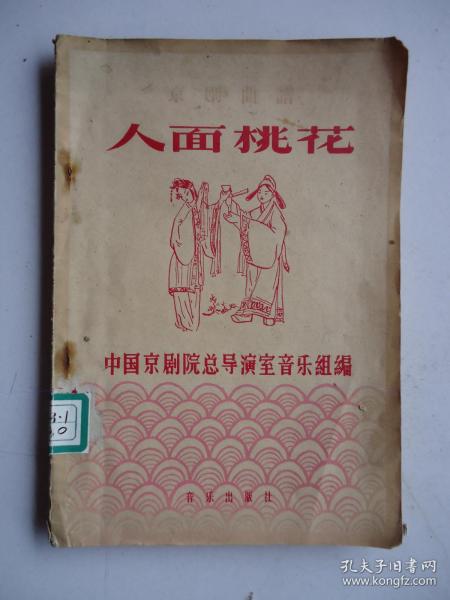 京剧曲谱
人面桃花
中国京剧院总导演室音乐组編
音乐出版社
孔夫子旧书网
www.kongfz.com